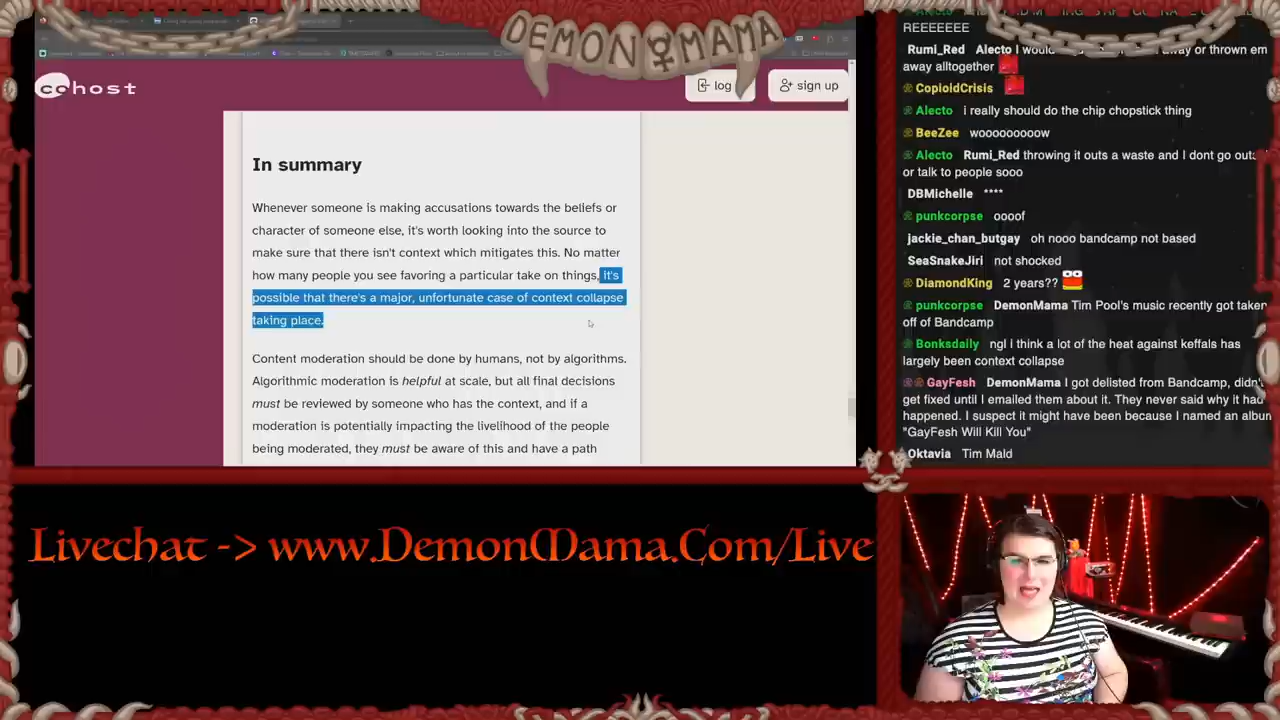 DEMON MAMA
cohost
log
sign up
In summary
Whenever someone is making accusations towards the beliefs or
character of someone else, it's worth looking into the source to
make sure that there isn't context which mitigates this. No matter
how many people you see favoring a particular take on things, it's
possible that there's a major, unfortunate case of context collapse
taking place.
Content moderation should be done by humans, not by algorithms.
Algorithmic moderation is helpful at scale, but all final decisions
must be reviewed by someone who has the context, and if a
moderation is potentially impacting the livelihood of the people
being moderated, they must be aware of this and have a path
REEEEEEE
Rumi_Red Alecto I would away or thrown em
away alltogether
CopioidCrisis
Alecto i really should do the chip chopstick thing
BeeZee wooooooooow
Alecto Rumi_Red throwing it outs a waste and I dont go out
or talk to people sooo
DBMichelle ****
punkcorpse oooof
jackie_chan_butgay oh nooo bandcamp not based
SeaSnakeJiri not shocked
DiamondKing 2 years??
punkcorpse DemonMama Tim Pool's music recently got taken
off of Bandcamp
Bonksdaily ngl i think a lot of the heat against keffals has
largely been context collapse
GayFesh DemonMama I got delisted from Bandcamp, didn'
get fixed until I emailed them about it. They never said why it had
happened. I suspect it might have been because I named an album
"GayFesh Will Kill You"
Oktavia Tim Mald
Livechat -> www.DemonMama.Com/Live